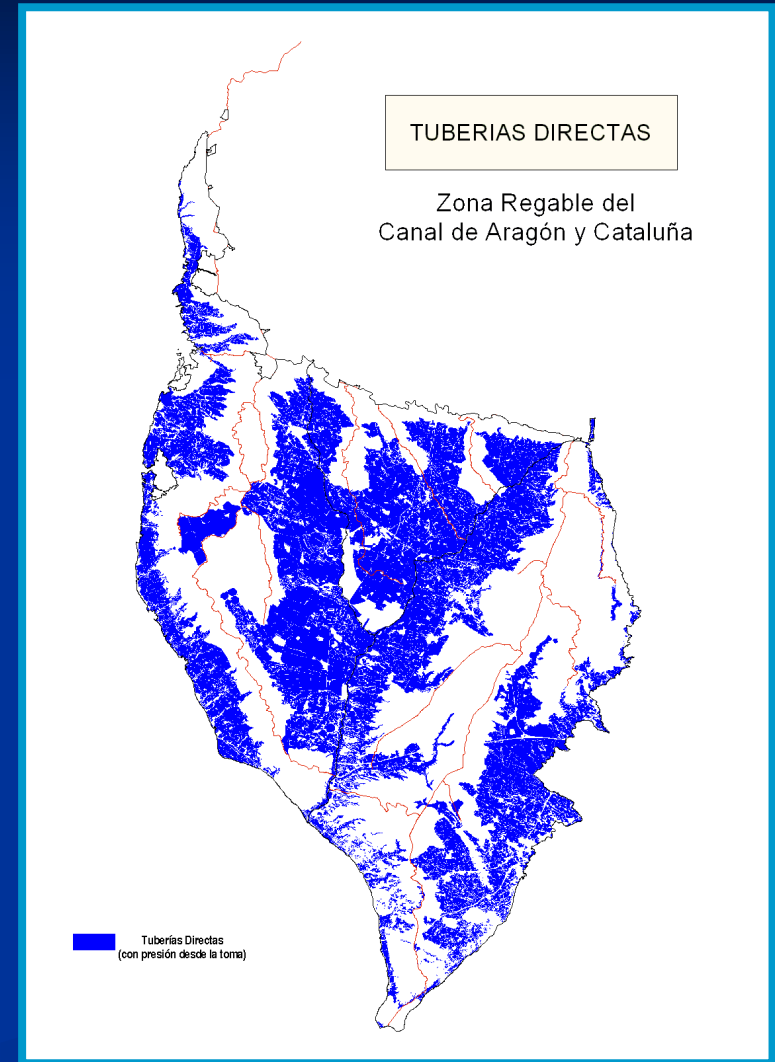 TUBERIAS DIRECTAS
Zona Regable del
Canal de Aragón y Cataluña
Tuberías Directas
(con presión desde la toma)